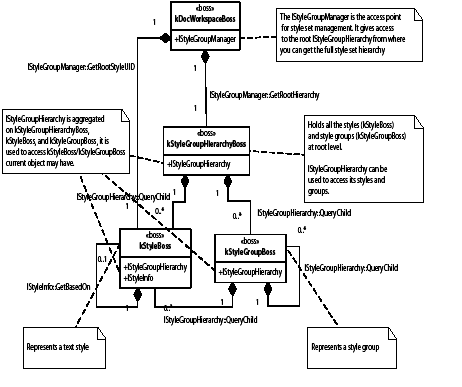 «boss»
kDocWorkspaceBoss
+IStyleGroupManager
The IStyleGroupManager is the access point
for style set management. It gives access
to the root IStyleGroupHierarchy from where
you can get the full style set hierarchy
1
1
IStyleGroupManager::GetRootStyleUID
IStyleGroupManager::GetRootHierarchy
IStyleGroupHierarchy is aggregated
on kStyleGroupHierarchyBoss,
kStyleBoss, and kStyleGroupBoss, it is
used to access kStyleBoss/kStyleGroupBoss
current object may have.
1
«boss»
kStyleGroupHierarchyBoss
+IStyleGroupHierarchy
Holds all the styles (kStyleBoss)
and style groups (kStyleGroupBoss)
at root level.
IStyleGroupHierarchy can be
used to access its styles and
groups.
1
1
IStyleGroupHierarchy::QueryChild
1
0..*
0..*
IStyleGroupHierarchy::QueryChild
0..*
«boss»
kStyleBoss
+IStyleGroupHierarchy
+IStyleInfo
0..1
«boss»
kStyleGroupBoss
+IStyleGroupHierarchy
IStyleGroupHierarchy::QueryChild
IStyleInfo::GetBasedOn
1
0..*
1
1
IStyleGroupHierarchy::QueryChild
Represents a text style
Represents a style group